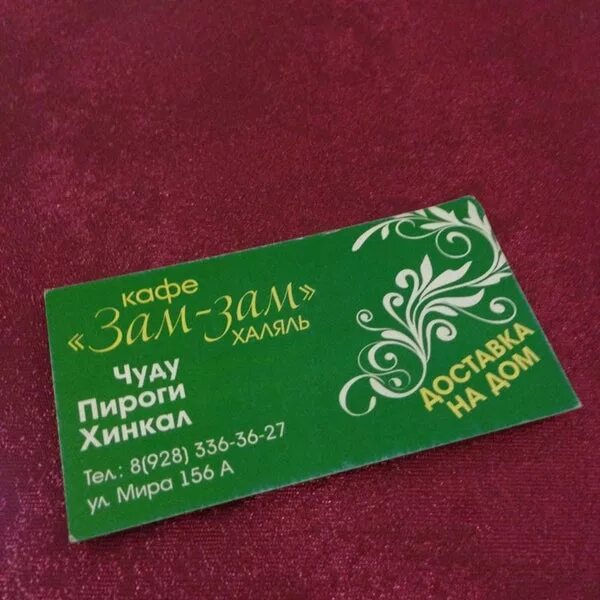 кафе
«Зам-зам»
ХАЛЯЛЬ
Чуду
Пироги
Хинкал
Тел.: 8(928) 336-36-27
ул. Мира 156 А
ДОСТАВКА
НА ДОМ